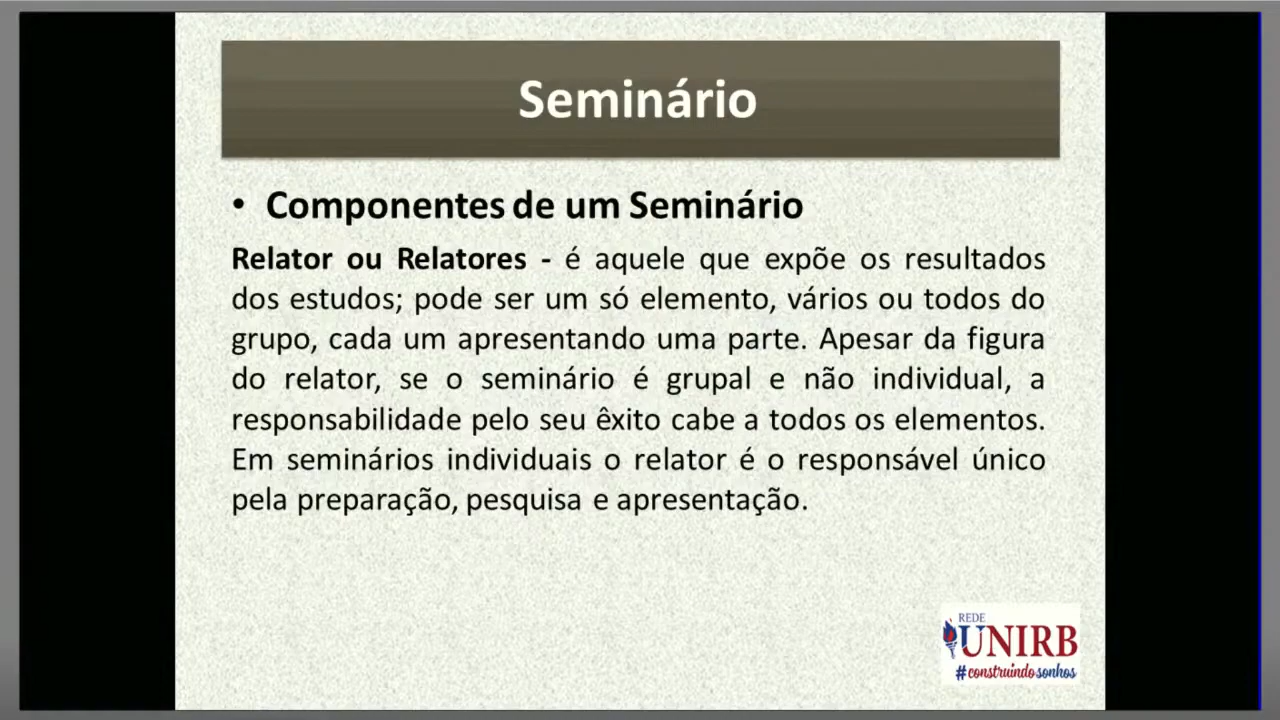 Seminário
• Componentes de um Seminário
Relator ou Relatores - é aquele que expõe os resultados
dos estudos; pode ser um só elemento, vários ou todos do
grupo, cada um apresentando uma parte. Apesar da figura
do relator, se o seminário é grupal e não individual, a
responsabilidade pelo seu êxito cabe a todos os elementos.
Em seminários individuais o relator é o responsável único
pela preparação, pesquisa e apresentação.
REDE
UNIRB
#construindosonhos